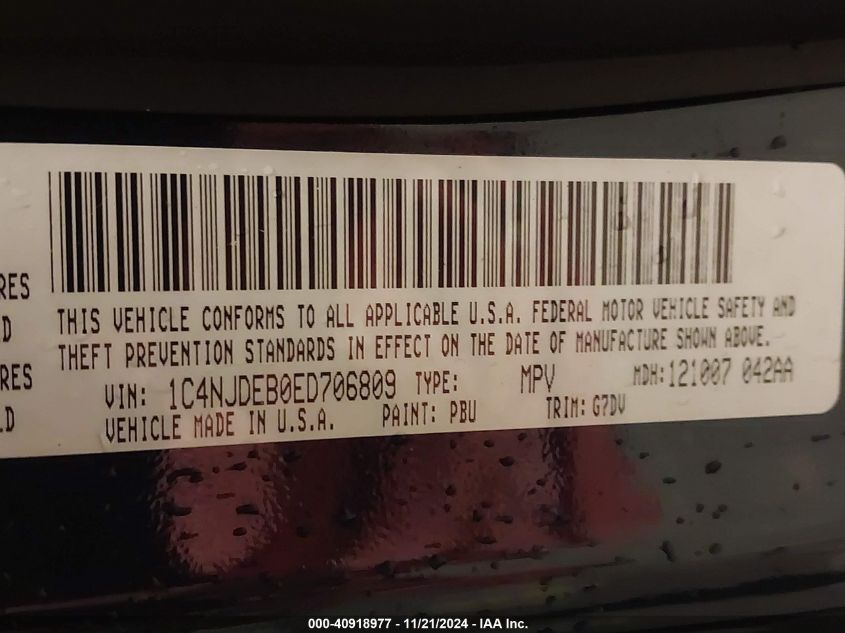 RES
D
RES
LD
THIS VEHICLE CONFORMS TO ALL APPLICABLE U.S.A. FEDERAL MOTOR VEHICLE SAFETY AND
THEFT PREVENTION STANDARDS IN EFFECT ON THE DATE OF MANUFACTURE SHOWN ABOVE.
VIN: 1C4NJDEB0ED706809 TYPE: MPV MDH:121007 042AA
VEHICLE MADE IN U.S.A. PAINT: PBU TRIM: G7DV
000-40918977 - 11/21/2024 - IAA Inc.